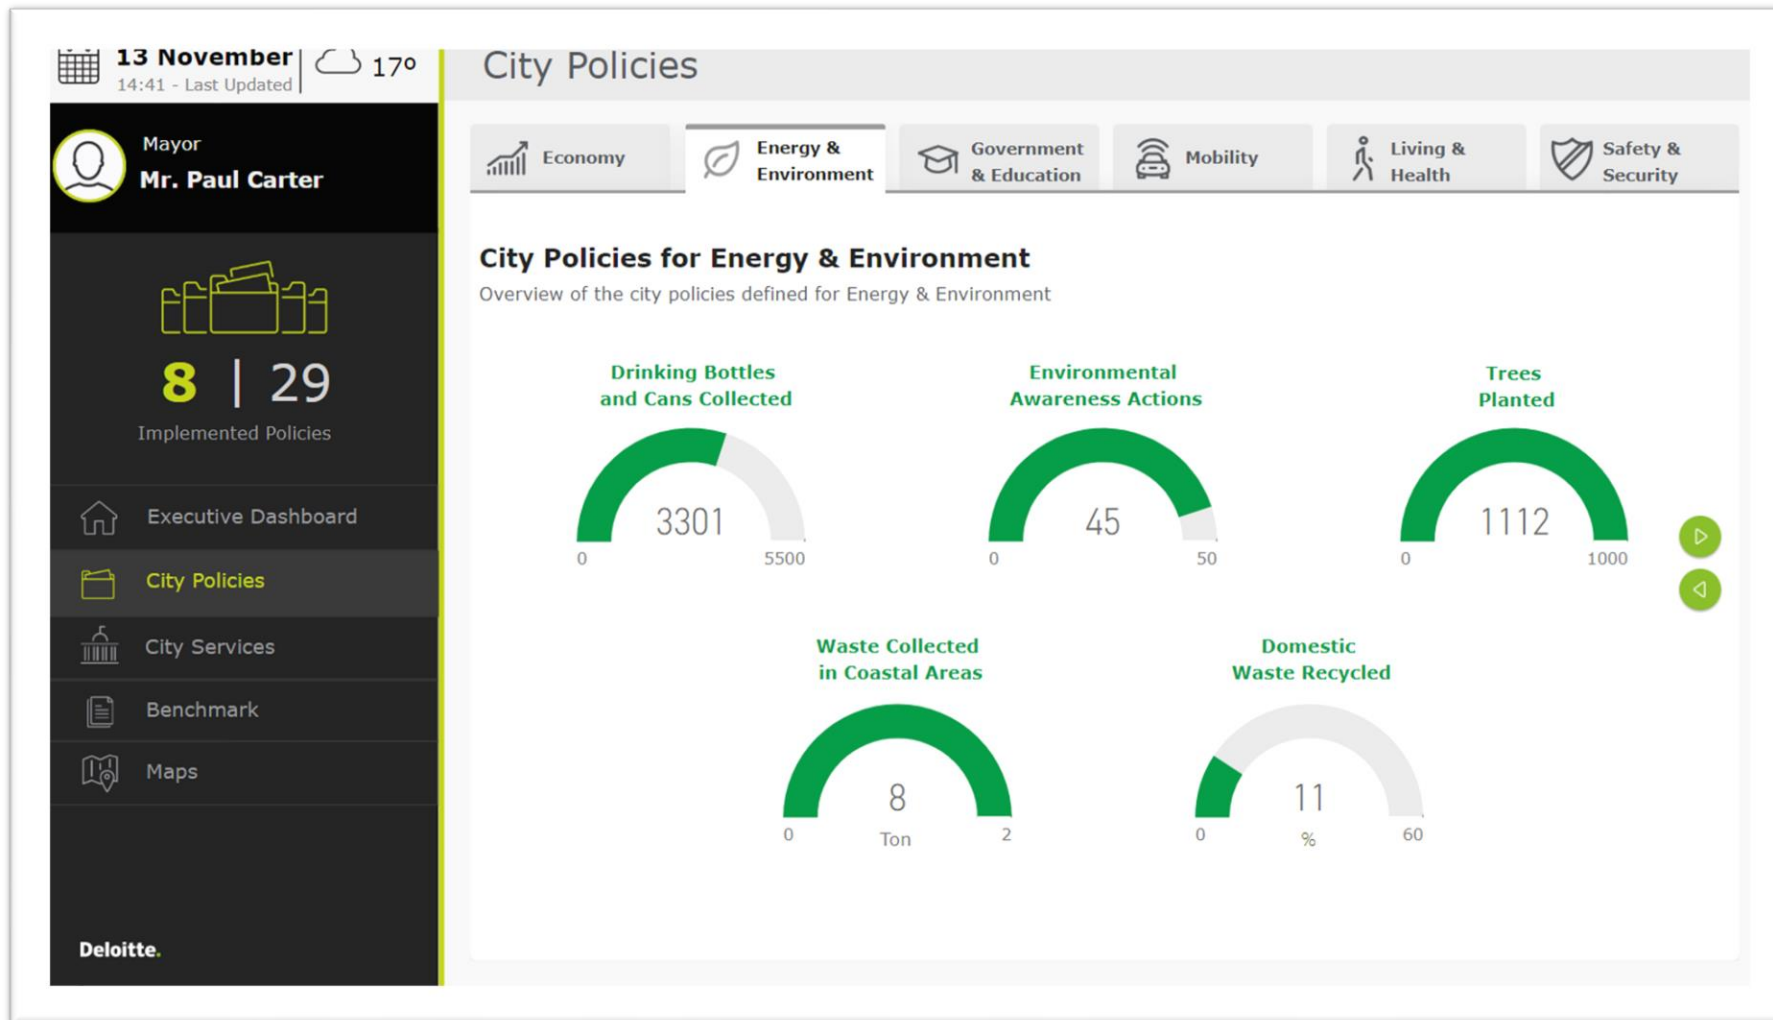 13 November
14:41 - Last Updated
17º
City Policies
Mayor
Mr. Paul Carter
8 | 29
Implemented Policies
Executive Dashboard
City Policies
City Services
Benchmark
Maps
Deloitte.
Economy
Energy &
Environment
Government
& Education
Mobility
Living &
Health
Safety &
Security
City Policies for Energy & Environment
Overview of the city policies defined for Energy & Environment
Drinking Bottles
and Cans Collected
3301
0 5500
Environmental
Awareness Actions
45
0 50
Trees
Planted
1112
0 1000
Waste Collected
in Coastal Areas
8
0 Ton 2
Domestic
Waste Recycled
11
0 % 60